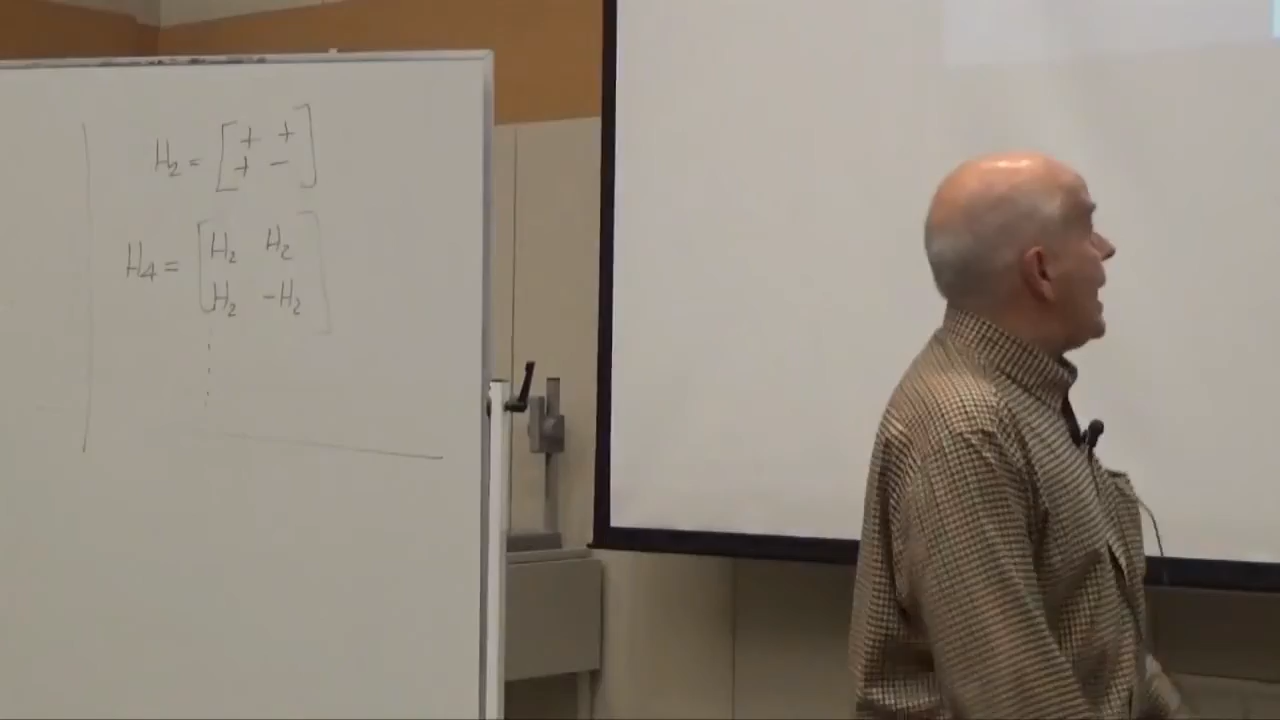 H₂ = [+ +
+ −]
H₄ = [H₂ H₂
H₂ −H₂]